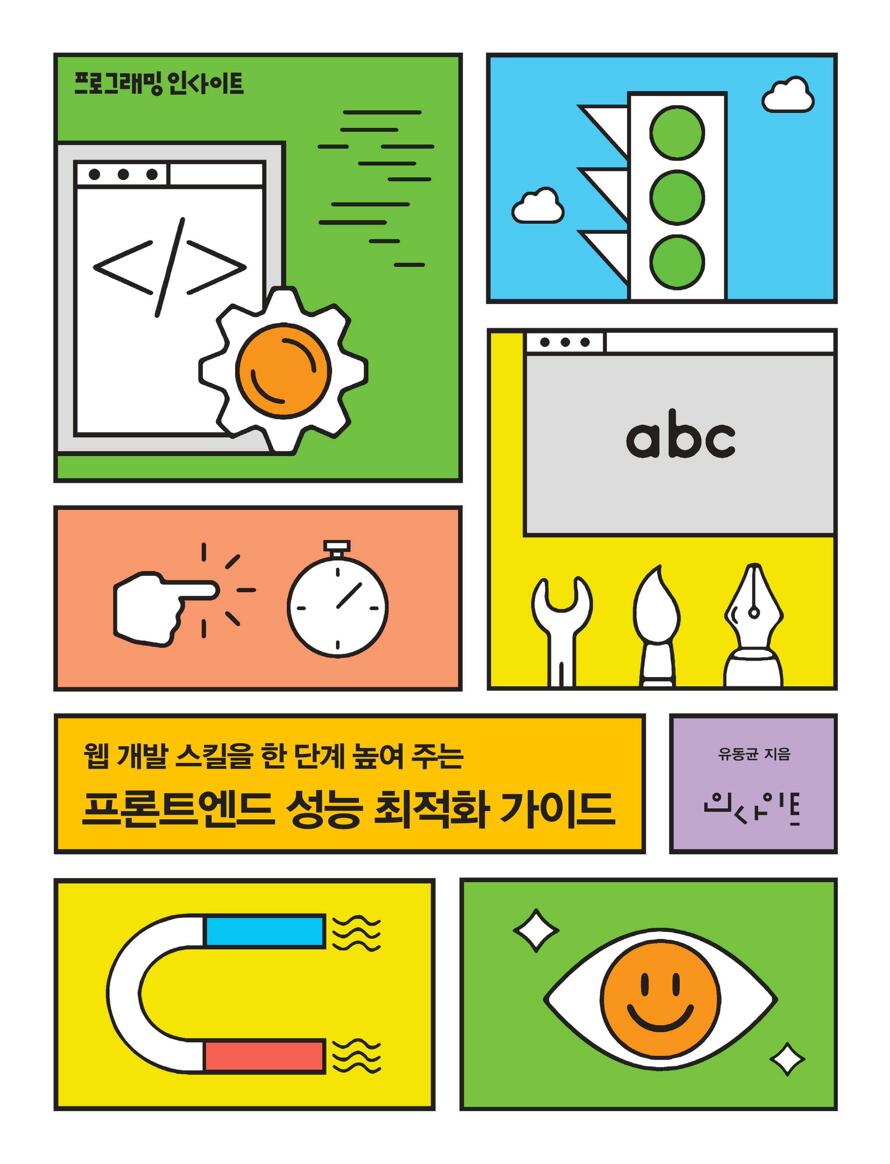 프로그래밍 인사이트
</>
abc
웹 개발 스킬을 한 단계 높여 주는
프론트엔드 성능 최적화 가이드
유동균 지음
인사이트